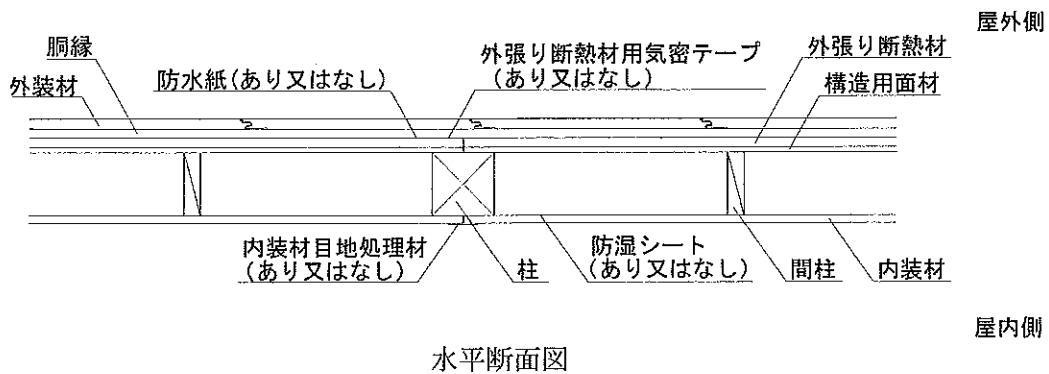 屋外側
胴縁
外装材
防水紙(あり又はなし)
外張り断熱材用気密テープ
(あり又はなし)
外張り断熱材
構造用面材
内装材目地処理材
(あり又はなし)
柱
防湿シート
(あり又はなし)
間柱
内装材
屋内側
水平断面図